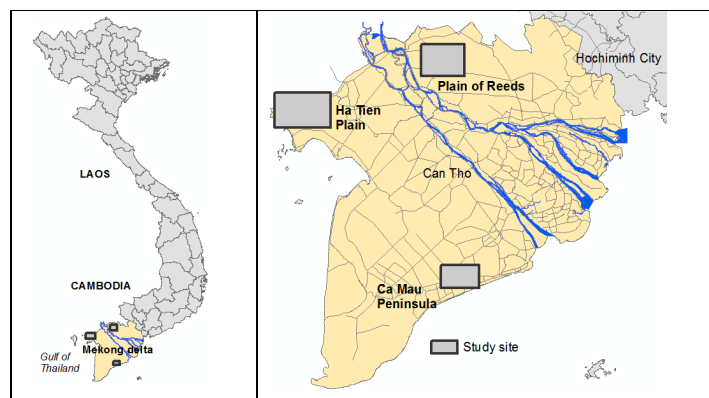 LAOS
CAMBODIA
Mekong delta
Gulf of
Thailand
Hochiminh City
Plain of Reeds
Ha Tien
Plain
Can Tho
Ca Mau
Peninsula
Study site